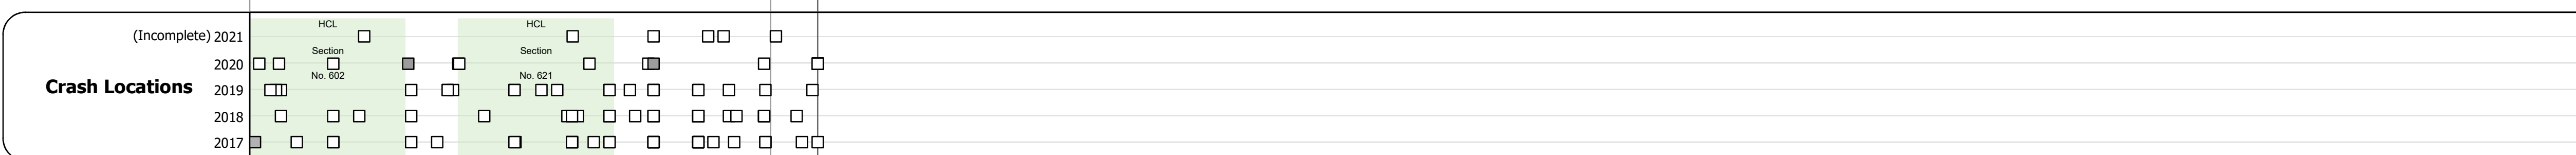 HCL
HCL
(Incomplete) 2021
Section
Section
2020
No. 602
No. 621
Crash Locations
2019
2018
2017